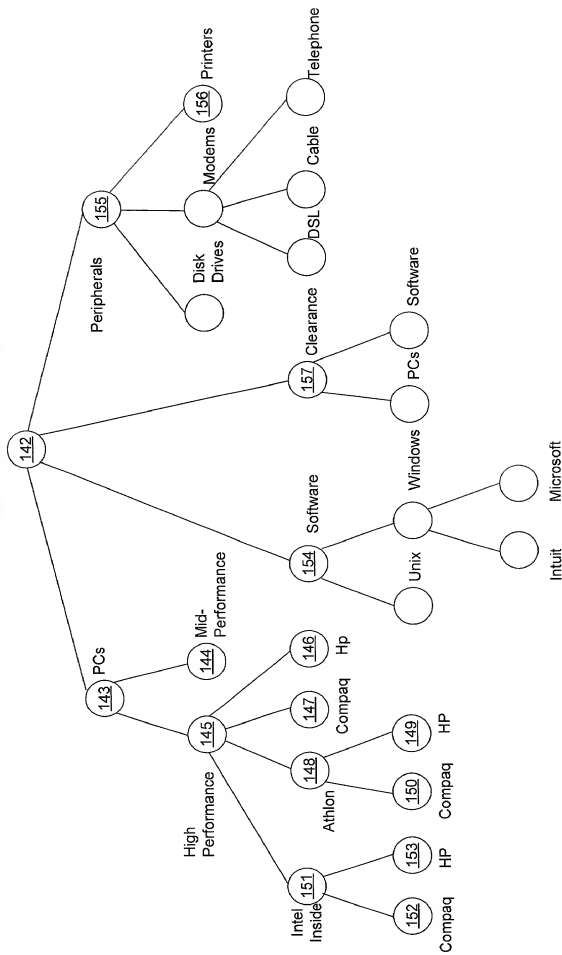 142
143
PCs
155
Peripherals
High
Performance
145
144
Mid-
Performance
Disk
Drives
Modems
156
Printers
Intel
Inside
151
148
Athlon
147
Compaq
146
Hp
154
Software
157
Clearance
DSL
Cable
Telephone
152
Compaq
153
HP
150
Compaq
149
HP
Unix
Windows
PCs
Software
Intuit
Microsoft